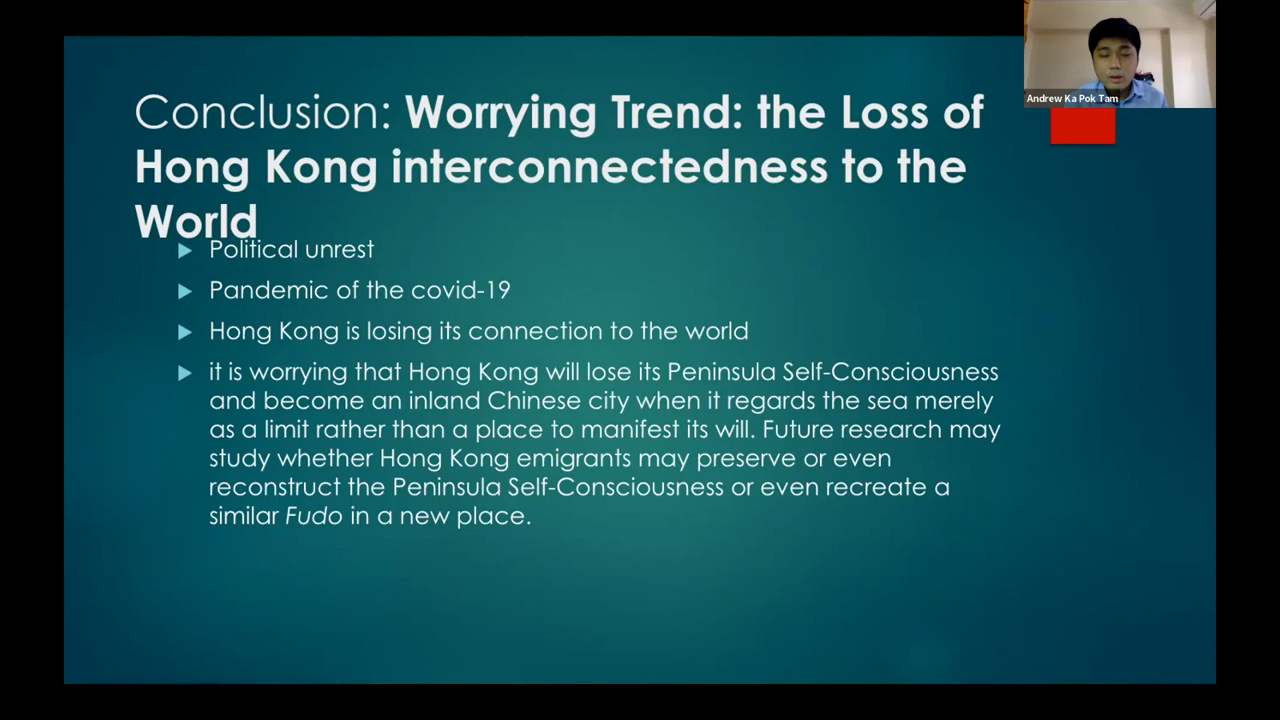 Andrew Ka Pok Tam
Conclusion: Worrying Trend: the Loss of
Hong Kong interconnectedness to the
World
Political unrest
Pandemic of the covid-19
Hong Kong is losing its connection to the world
it is worrying that Hong Kong will lose its Peninsula Self-Consciousness
and become an inland Chinese city when it regards the sea merely
as a limit rather than a place to manifest its will. Future research may
study whether Hong Kong emigrants may preserve or even
reconstruct the Peninsula Self-Consciousness or even recreate a
similar Fudo in a new place.